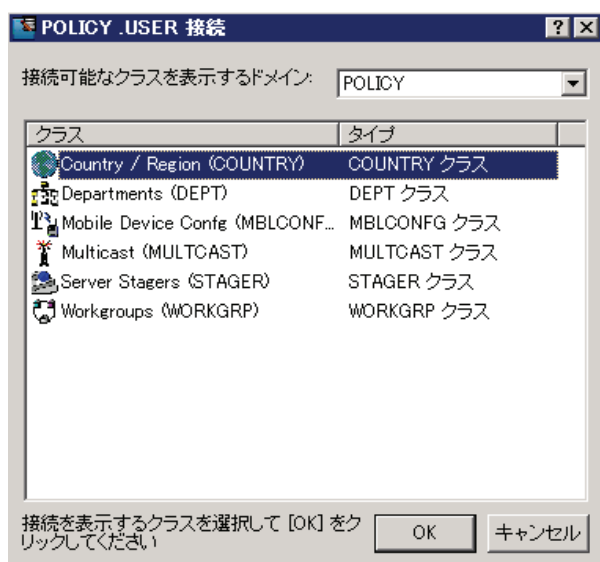 POLICY .USER 接続
接続可能なクラスを表示するドメイン: POLICY
クラス タイプ
Country / Region (COUNTRY) COUNTRY クラス
Departments (DEPT) DEPT クラス
Mobile Device Confg (MBLCONF... MBLCONFG クラス
Multicast (MULTCAST) MULTCAST クラス
Server Stagers (STAGER) STAGER クラス
Workgroups (WORKGRP) WORKGRP クラス
接続を表示するクラスを選択して [OK] をク
リックしてください
OK キャンセル